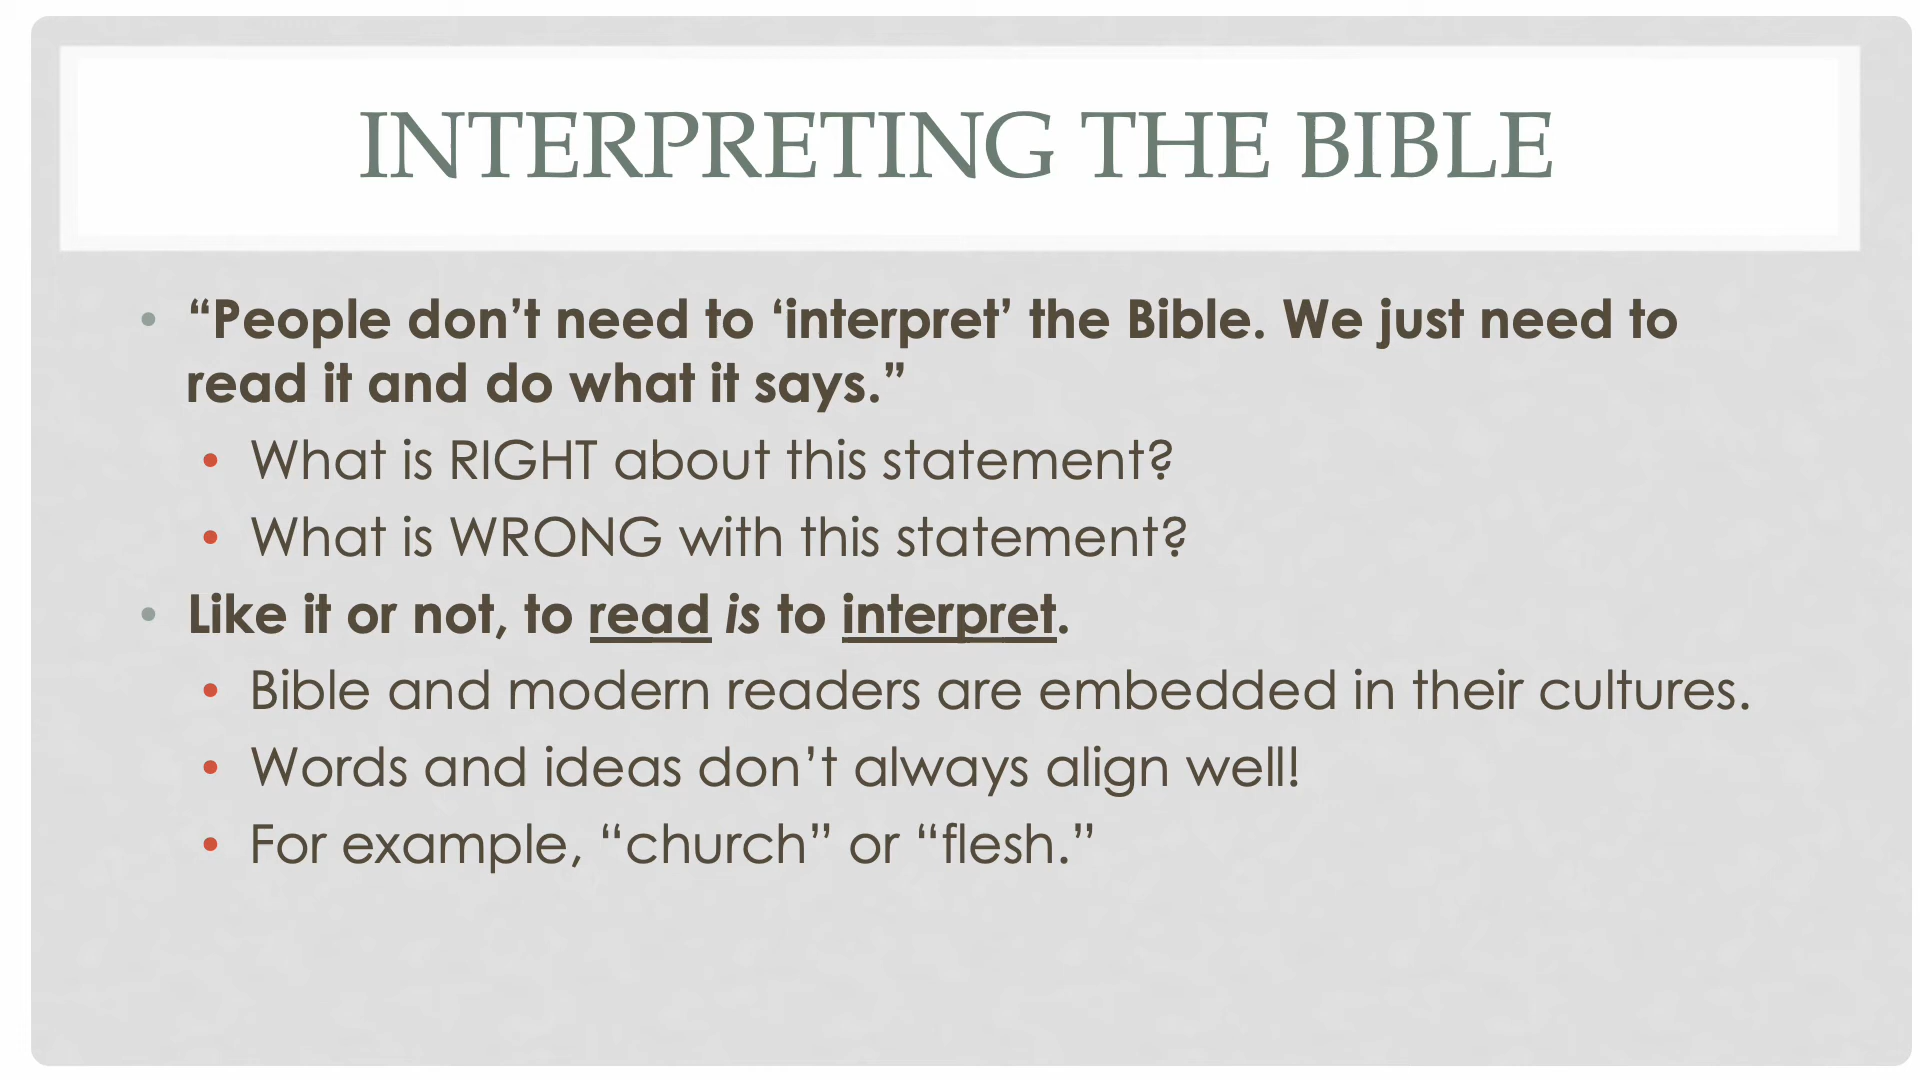 INTERPRETING THE BIBLE
• “People don’t need to ‘interpret’ the Bible. We just need to
read it and do what it says.”
• What is RIGHT about this statement?
• What is WRONG with this statement?
• Like it or not, to read is to interpret.
• Bible and modern readers are embedded in their cultures.
• Words and ideas don’t always align well!
• For example, “church” or “flesh.”